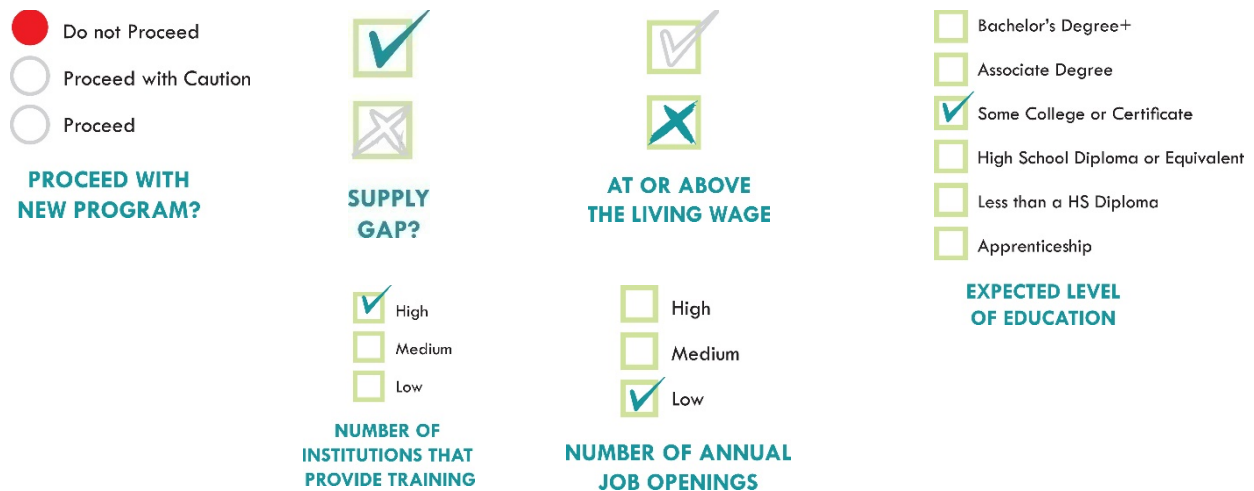 Do not Proceed
Proceed with Caution
Proceed
PROCEED WITH
NEW PROGRAM?
SUPPLY
GAP?
AT OR ABOVE
THE LIVING WAGE
Bachelor's Degree+
Associate Degree
Some College or Certificate
High School Diploma or Equivalent
Less than a HS Diploma
Apprenticeship
EXPECTED LEVEL
OF EDUCATION
High
Medium
Low
NUMBER OF
INSTITUTIONS THAT
PROVIDE TRAINING
High
Medium
Low
NUMBER OF ANNUAL
JOB OPENINGS